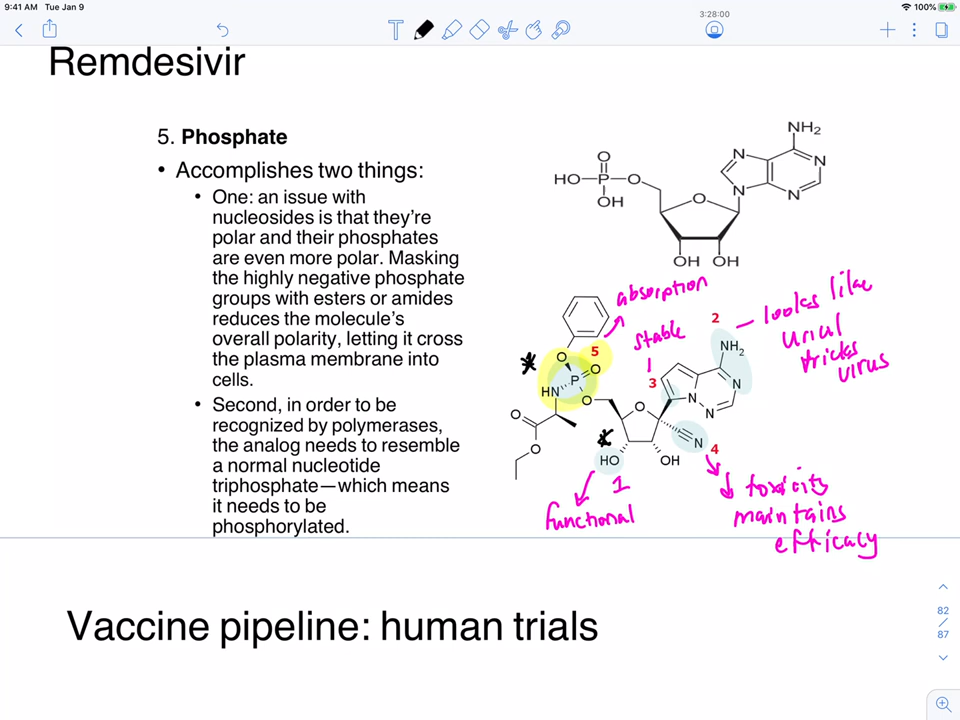 9:41 AM Tue Jan 9
3:28:00
100%
Remdesivir
5. Phosphate
• Accomplishes two things:
• One: an issue with
nucleosides is that they're
polar and their phosphates
are even more polar. Masking
the highly negative phosphate
groups with esters or amides
reduces the molecule's
overall polarity, letting it cross
the plasma membrane into
cells.
• Second, in order to be
recognized by polymerases,
the analog needs to resemble
a normal nucleotide
triphosphate—which means
it needs to be
phosphorylated.
NH2
N
N
O
HO P O
N
N
OH
O
OH OH
absorption
looks like
urical
tricks
virus
stable
2
5
3
NH2
O
O
P
HN
O
N
N
N
O
O
O
N
4
HO
OH
1
functional
↓ toxicity
maintains
efficacy
Vaccine pipeline: human trials
82
/
87